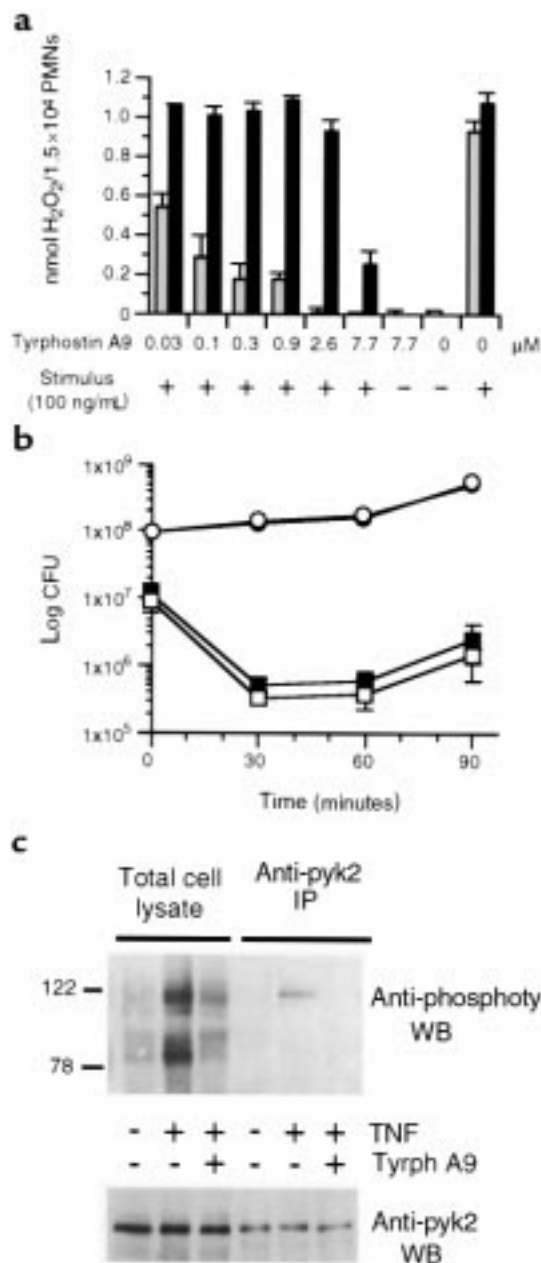 a
nmol H2O2/1.5×10⁴ PMNs
1.2
1.0
0.8
0.6
0.4
0.2
0
Tyrphostin A9 0.03 0.1 0.3 0.9 2.6 7.7 7.7 0 0 μM
Stimulus
(100 ng/mL) + + + + + + – – +
b
Log CFU
1x10⁹
1x10⁸
1x10⁷
1x10⁶
1x10⁵
0 30 60 90
Time (minutes)
c
Total cell
lysate
Anti-pyk2
IP
122
78
Anti-phosphoty
WB
- + + - + + TNF
- - + - - + Tyrph A9
Anti-pyk2
WB